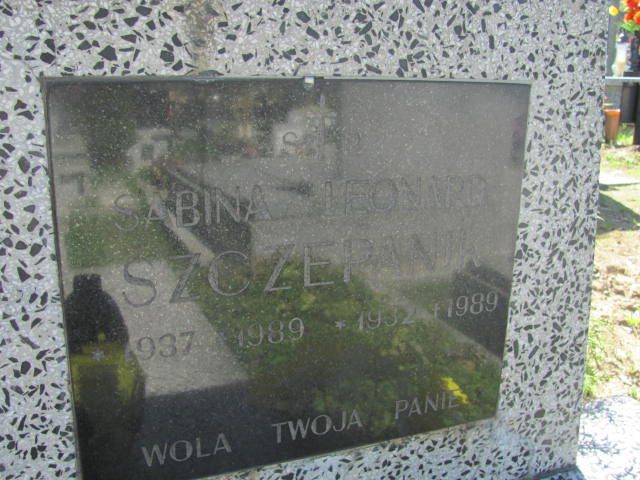 SABINA LEONARD
SZCZEPANIK
* 1937 1989 * 1932 + 1989
WOLA TWOJA PANIE